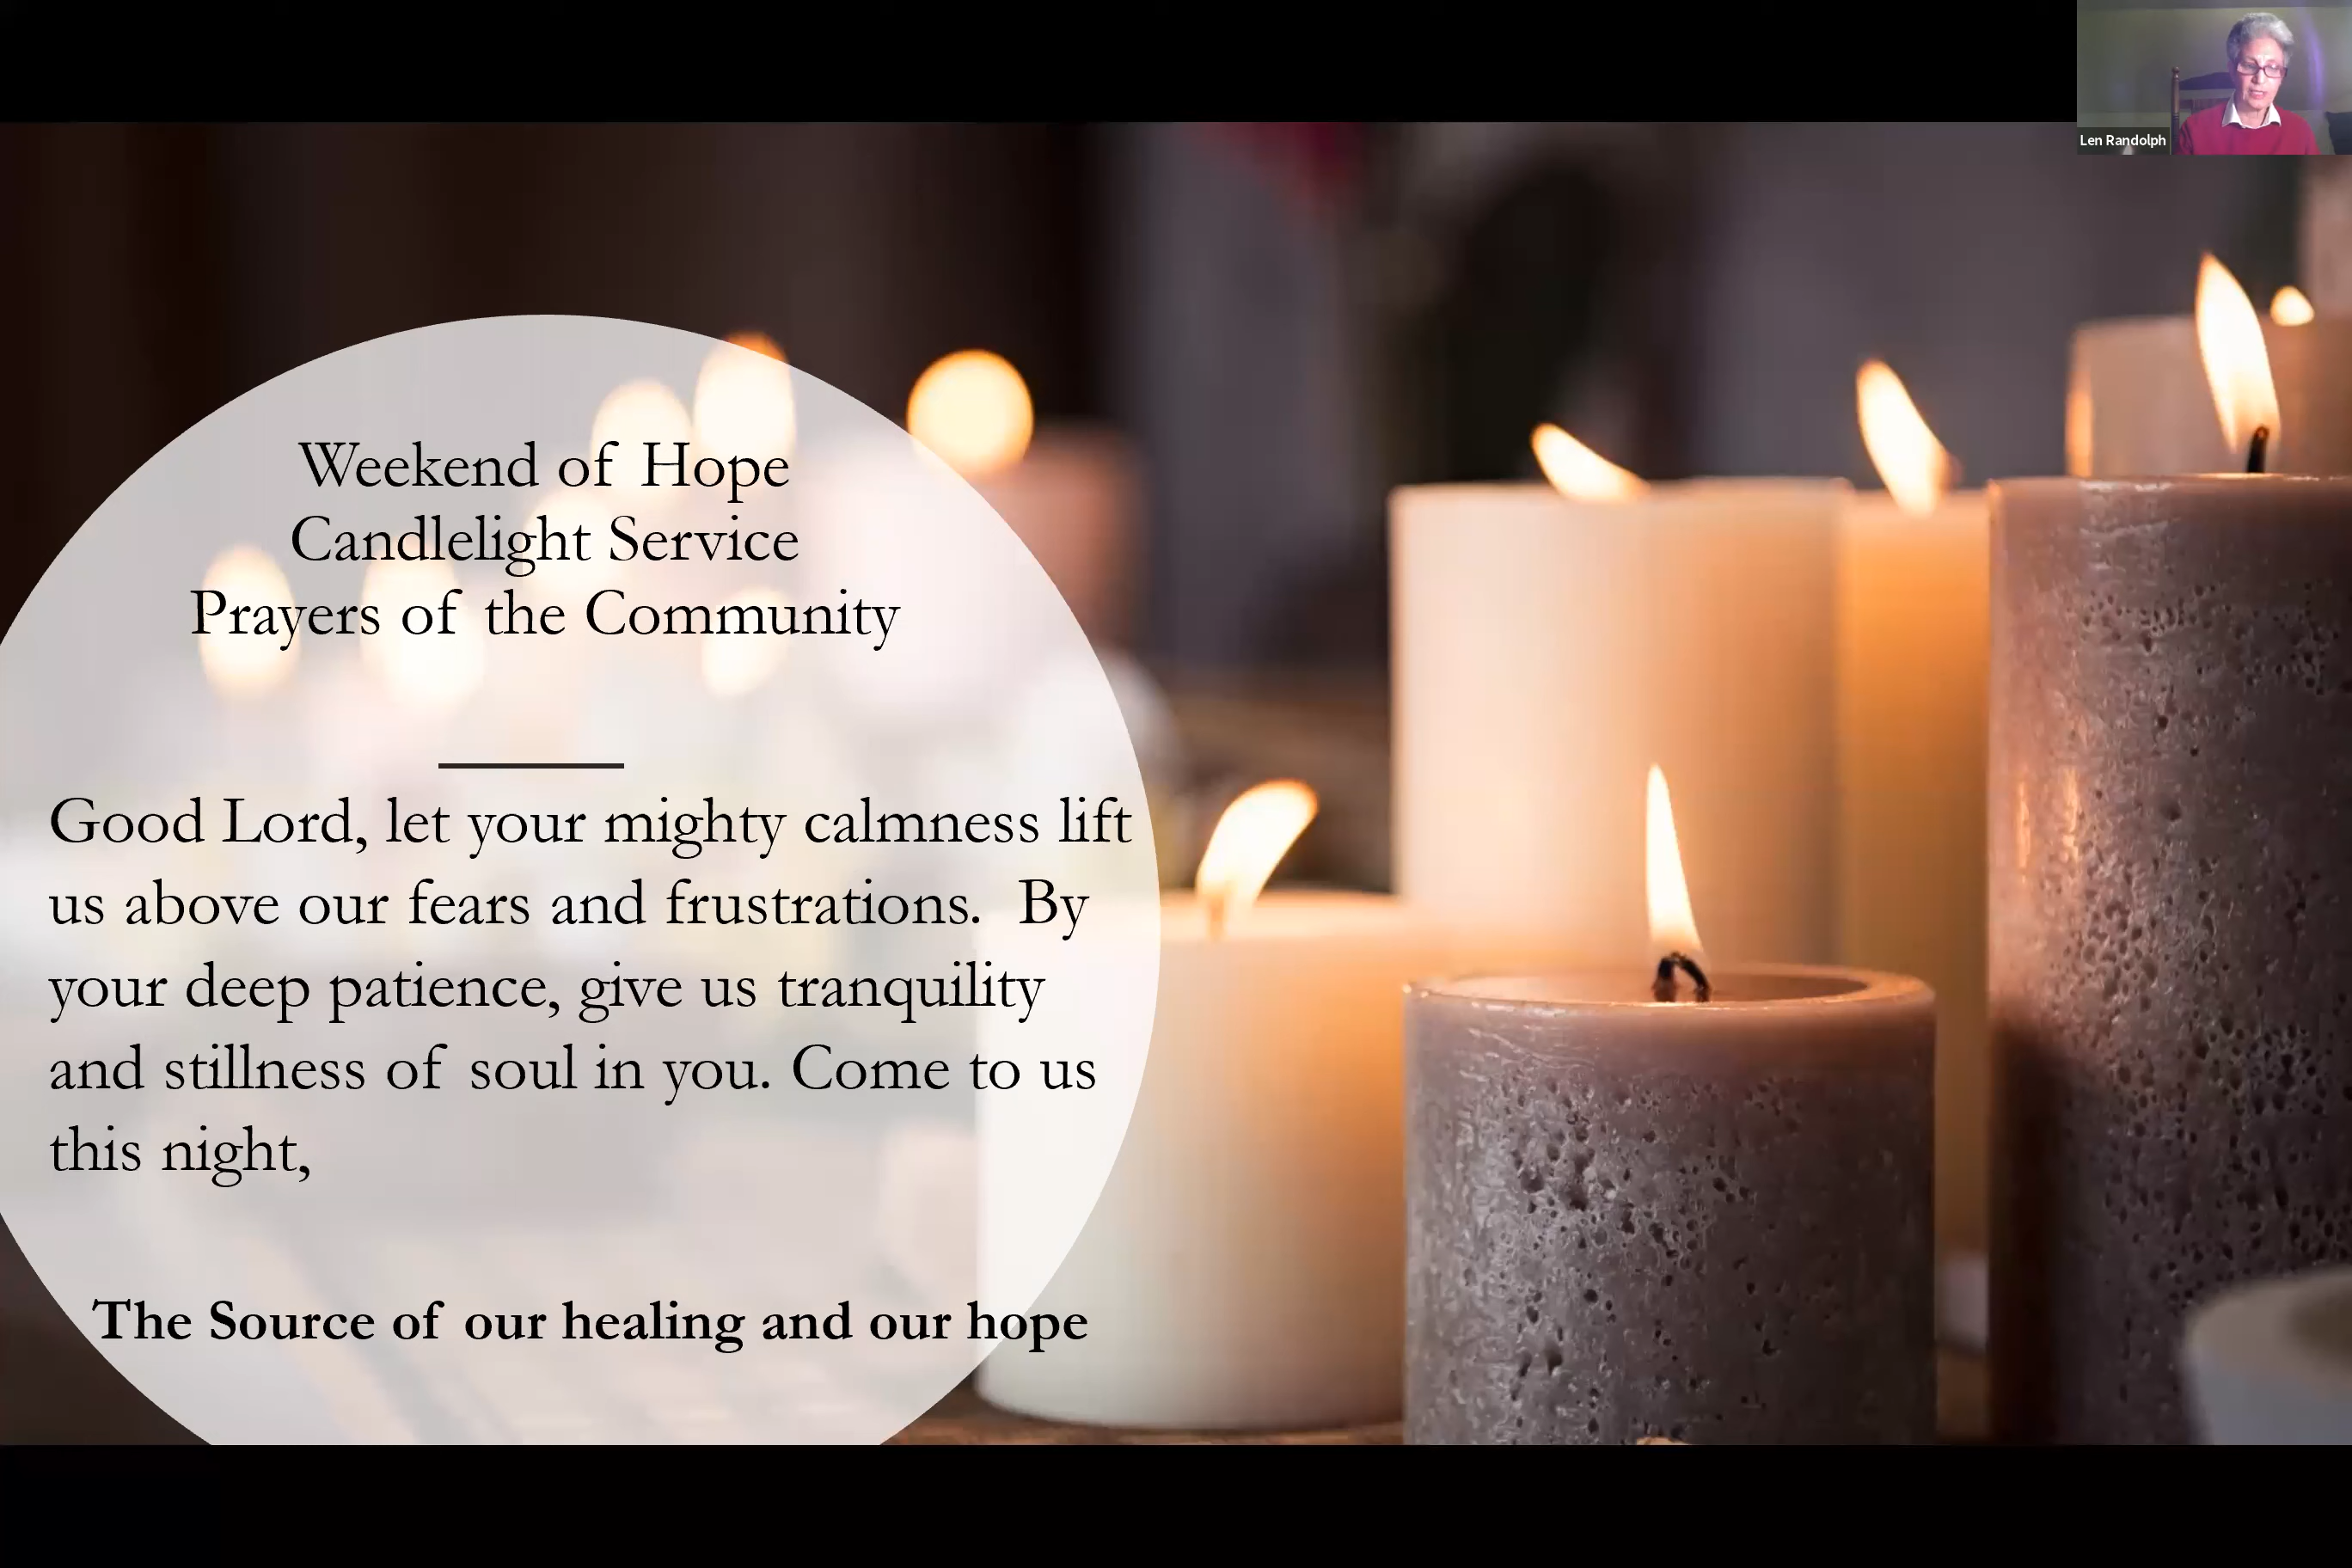 Len Randolph
Weekend of Hope
Candlelight Service
Prayers of the Community
Good Lord, let your mighty calmness lift
us above our fears and frustrations. By
your deep patience, give us tranquility
and stillness of soul in you. Come to us
this night,
The Source of our healing and our hope